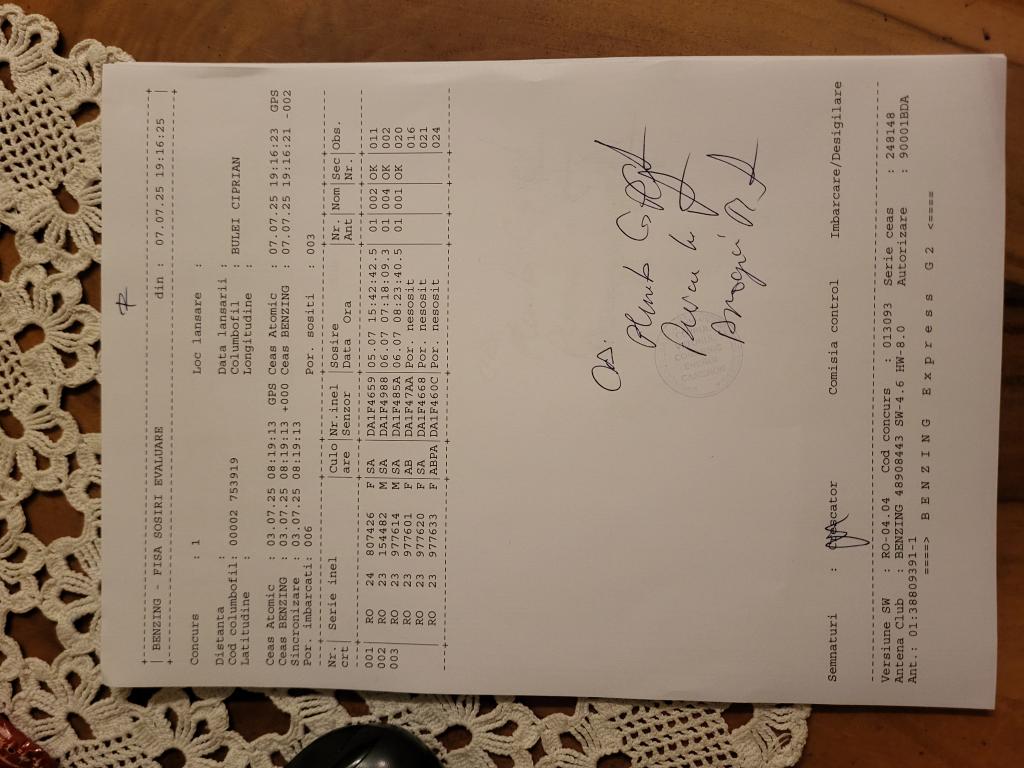 BENZING - FISA SOSIRI EVALUARE din : 07.07.25 19:16:25
Concurs : 1 Loc lansare :
Distanta : Data lansarii :
Cod columbofil: 00002 753919 Columbofil : BULEI CIPRIAN
Latitudine : Longitudine :
Ceas Atomic : 03.07.25 08:19:13 GPS Ceas Atomic : 07.07.25 19:16:23 GPS
Ceas BENZING : 03.07.25 08:19:13 +000 Ceas BENZING : 07.07.25 19:16:21 -002
Sincronizare : 03.07.25 08:19:13
Por. imbarcati: 006 Por. sositi : 003
Nr. | Serie inel |Culo|Nr.inel |Sosire |Nr. |Nom|Sec|Obs.
crt | |are |Senzor |Data Ora |Ant | |Nr.|
001 | RO 24 807426 F|SA |DA1F4659|05.07 15:42:42.5| 01|002|OK |011
002 | RO 23 154482 M|SA |DA1F4988|06.07 07:18:09.3| 01|004|OK |002
003 | RO 23 977614 M|SA |DA1F485A|06.07 08:23:40.5| 01|001|OK |020
| RO 23 977601 F|AB |DA1F47AA|Por. nesosit | | | |016
| RO 23 977620 F|SA |DA1F4668|Por. nesosit | | | |021
| RO 23 977633 F|ABPA|DA1F460C|Por. nesosit | | | |024
Semnaturi : Crescator Comisia control Imbarcare/Desigilare
Versiune SW : RO-04.04 Cod concurs : 013093 Serie ceas : 248148
Antena Club : BENZING 48908443 SW-4.6 HW-8.0 Autorizare : 90001BDA
Ant.: 01:38809391-1
====> B E N Z I N G E x p r e s s G 2 <====